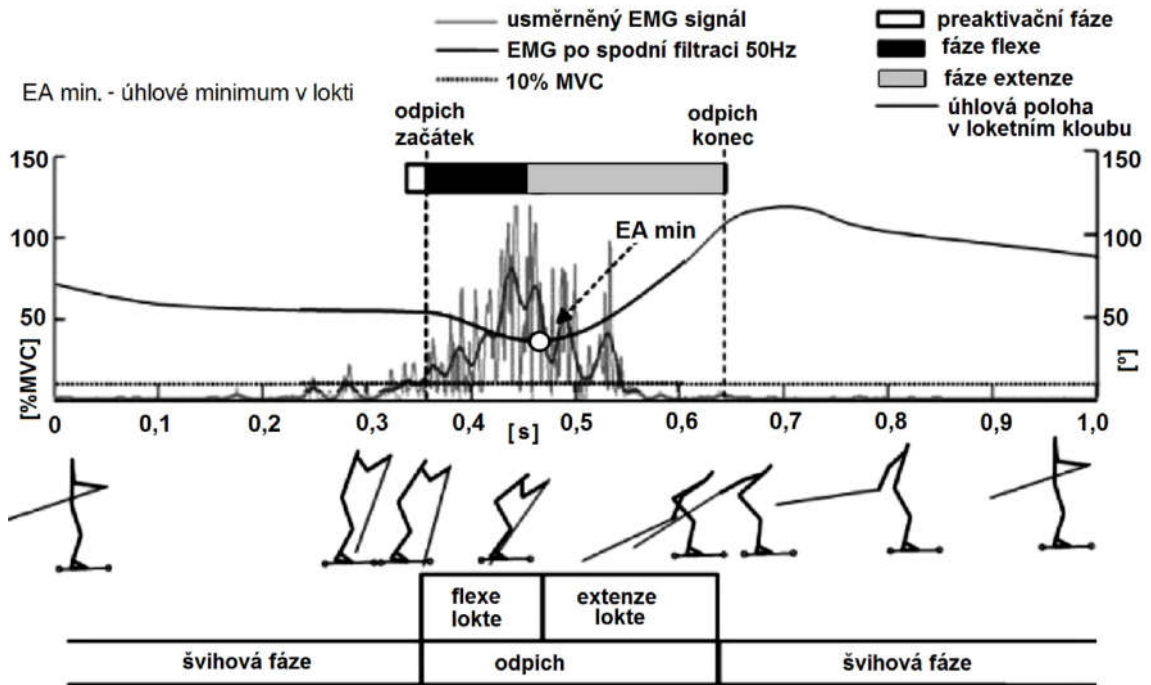 usměrněný EMG signál
EMG po spodní filtraci 50Hz
10% MVC
preaktivační fáze
fáze flexe
fáze extenze
úhlová poloha
v loketním kloubu
EA min. - úhlové minimum v lokti
odpich
začátek
odpich
konec
150
100
50
[%MVC]
150
100
50
[º]
EA min
0
0,1
0,2
0,3
0,4
0,5
0,6
0,7
0,8
0,9
1,0
[s]
flexe
lokte
extenze
lokte
švihová fáze
odpich
švihová fáze